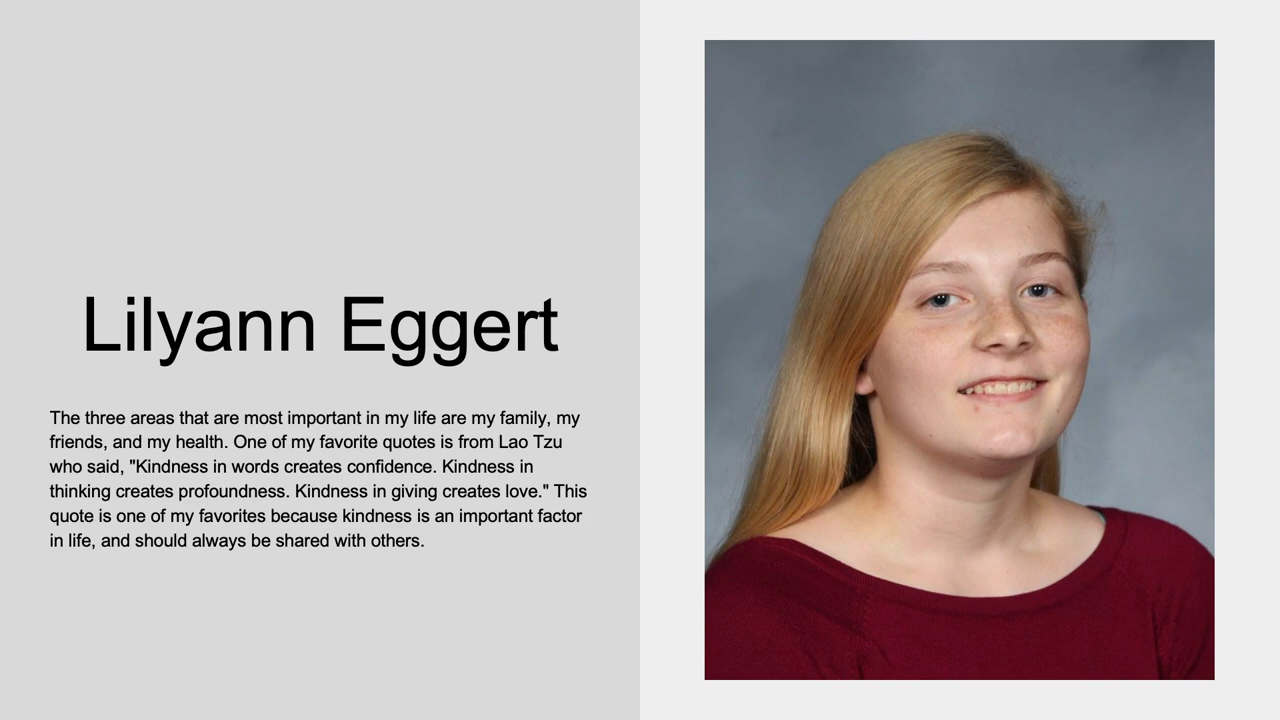 Lilyann Eggert
The three areas that are most important in my life are my family, my
friends, and my health. One of my favorite quotes is from Lao Tzu
who said, "Kindness in words creates confidence. Kindness in
thinking creates profoundness. Kindness in giving creates love." This
quote is one of my favorites because kindness is an important factor
in life, and should always be shared with others.